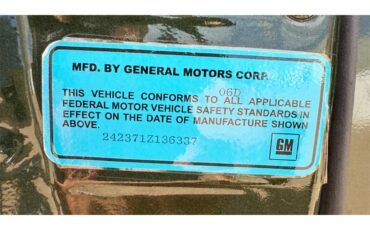 MFD. BY GENERAL MOTORS CORP.
06D
THIS VEHICLE CONFORMS TO ALL APPLICABLE
FEDERAL MOTOR VEHICLE SAFETY STANDARDS IN
EFFECT ON THE DATE OF MANUFACTURE SHOWN
ABOVE.
242371Z136337
GM